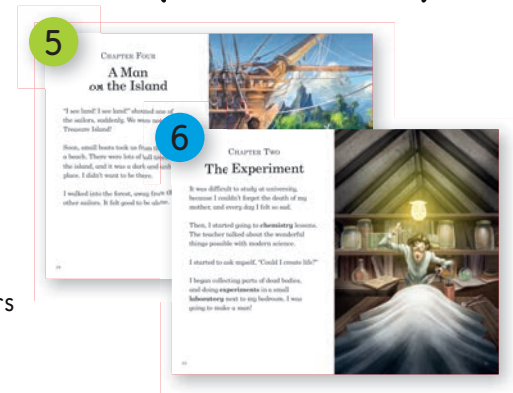 5
CHAPTER FOUR
A Man
on the Island
"I see land! I see land!" shouted one of
the sailors, suddenly. We were
Treasure Island!
Soon, small boats took us from
a beach. There were lots of tall
the island, and it was a dark and
place. I didn't want to be there.
I walked into the forest, away from
other sailors. It felt good to be alone.
6
CHAPTER TWO
The Experiment
It was difficult to study at university,
because I couldn't forget the death of my
mother, and every day I felt so sad.
Then, I started going to chemistry lessons.
The teacher talked about the wonderful
things possible with modern science.
I started to ask myself, "Could I create life?"
I began collecting parts of dead bodies,
and doing experiments in a small
laboratory next to my bedroom. I was
going to make a man!
rs